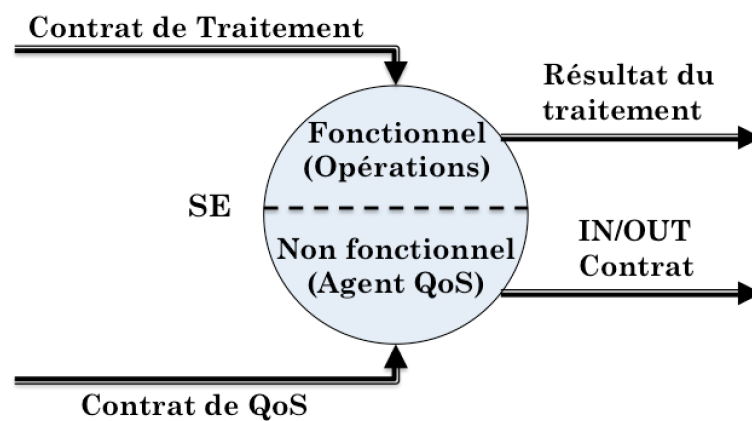 Contrat de Traitement
Résultat du
traitement
Fonctionnel
(Opérations)
SE
IN/OUT
Contrat
Non fonctionnel
(Agent QoS)
Contrat de QoS